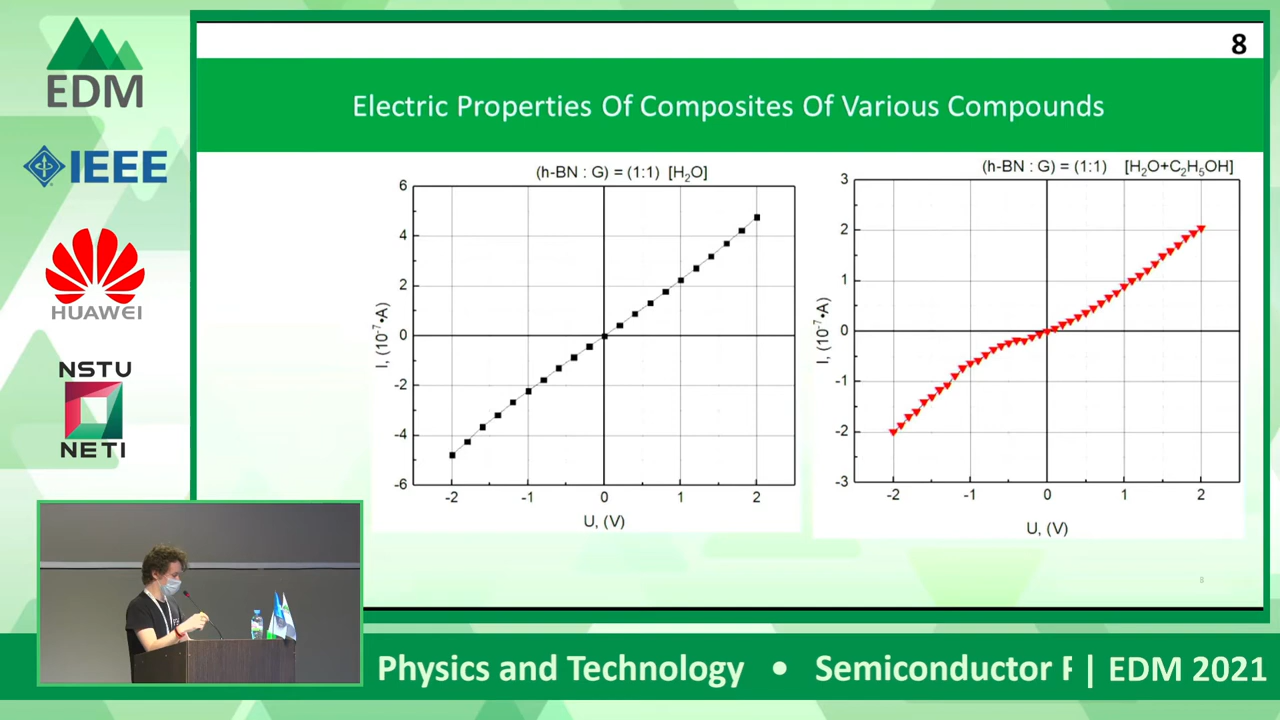 8
EDM
IEEE
HUAWEI
NSTU
NETI
Electric Properties Of Composites Of Various Compounds
(h-BN : G) = (1:1) [H₂O]
6
4
2
0
-2
-4
-6
I, (10⁻⁷•A)
-2 -1 0 1 2
U, (V)
(h-BN : G) = (1:1) [H₂O+C₂H₅OH]
3
2
1
0
-1
-2
-3
I, (10⁻⁷•A)
-2 -1 0 1 2
U, (V)
8
Physics and Technology • Semiconductor F | EDM 2021